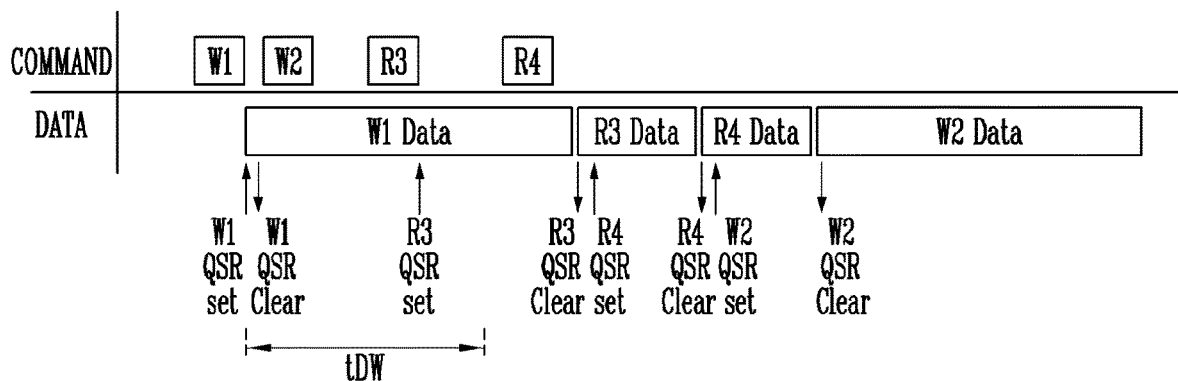 COMMAND W1 W2 R3 R4
DATA W1 Data R3 Data R4 Data W2 Data
W1 W1 R3 R3 R4 R4 W2 W2
QSR QSR QSR QSR QSR QSR QSR QSR
set Clear set Clear set Clear set Clear
tDW